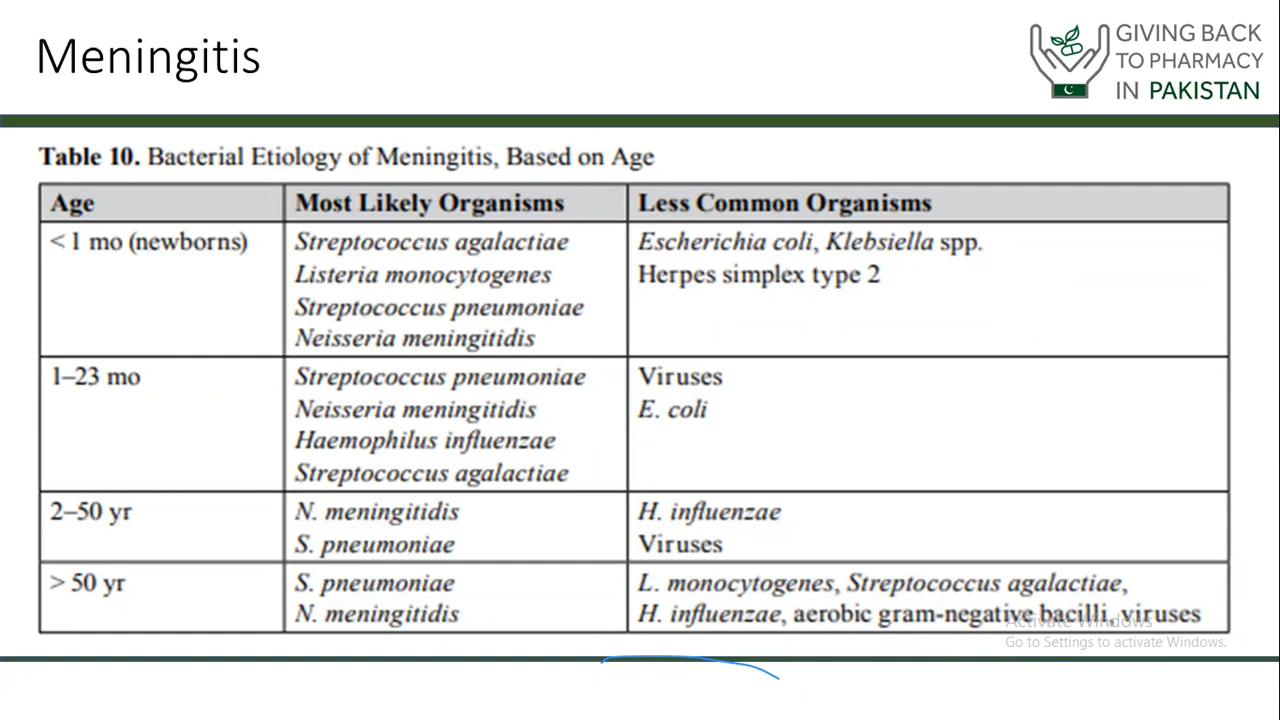 Meningitis
GIVING BACK
TO PHARMACY
IN PAKISTAN
Table 10. Bacterial Etiology of Meningitis, Based on Age
Age Most Likely Organisms Less Common Organisms
< 1 mo (newborns) Streptococcus agalactiae Escherichia coli, Klebsiella spp.
Listeria monocytogenes Herpes simplex type 2
Streptococcus pneumoniae
Neisseria meningitidis
1–23 mo Streptococcus pneumoniae Viruses
Neisseria meningitidis E. coli
Haemophilus influenzae
Streptococcus agalactiae
2–50 yr N. meningitidis H. influenzae
S. pneumoniae Viruses
> 50 yr S. pneumoniae L. monocytogenes, Streptococcus agalactiae,
N. meningitidis H. influenzae, aerobic gram-negative bacilli, viruses
Activate Windows
Go to Settings to activate Windows.